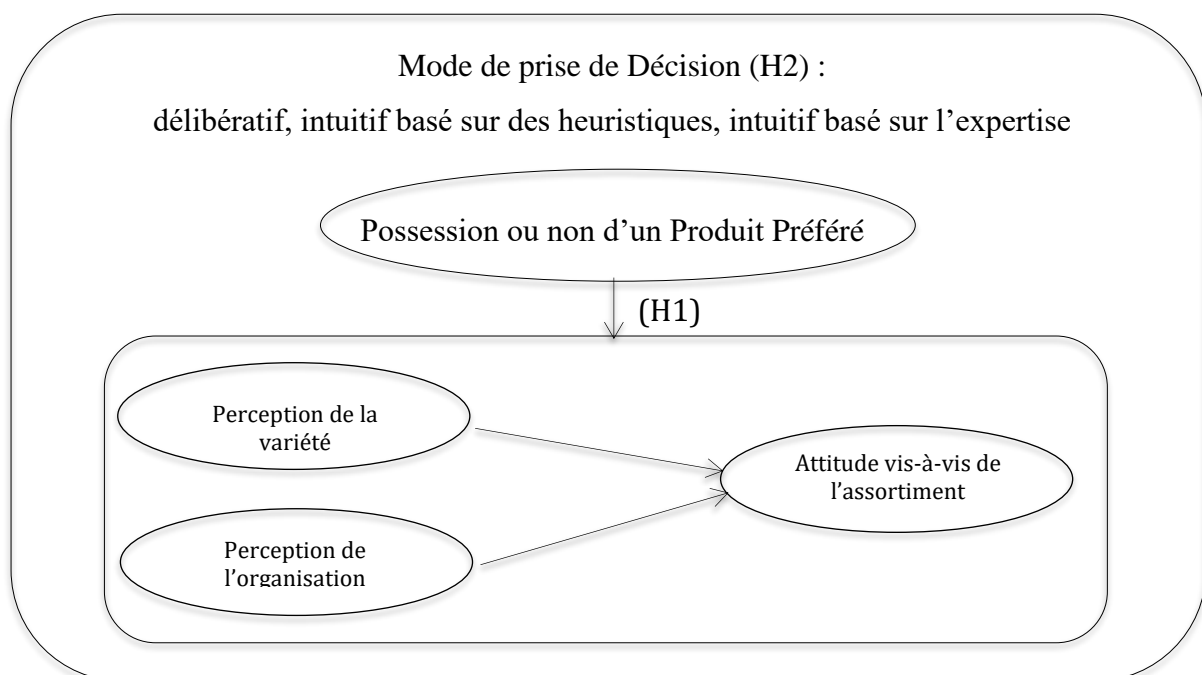 Mode de prise de Décision (H2) :
délibératif, intuitif basé sur des heuristiques, intuitif basé sur l’expertise
Possession ou non d’un Produit Préféré
(H1)
Perception de la
variété
Attitude vis-à-vis de
l’assortiment
Perception de
l’organisation